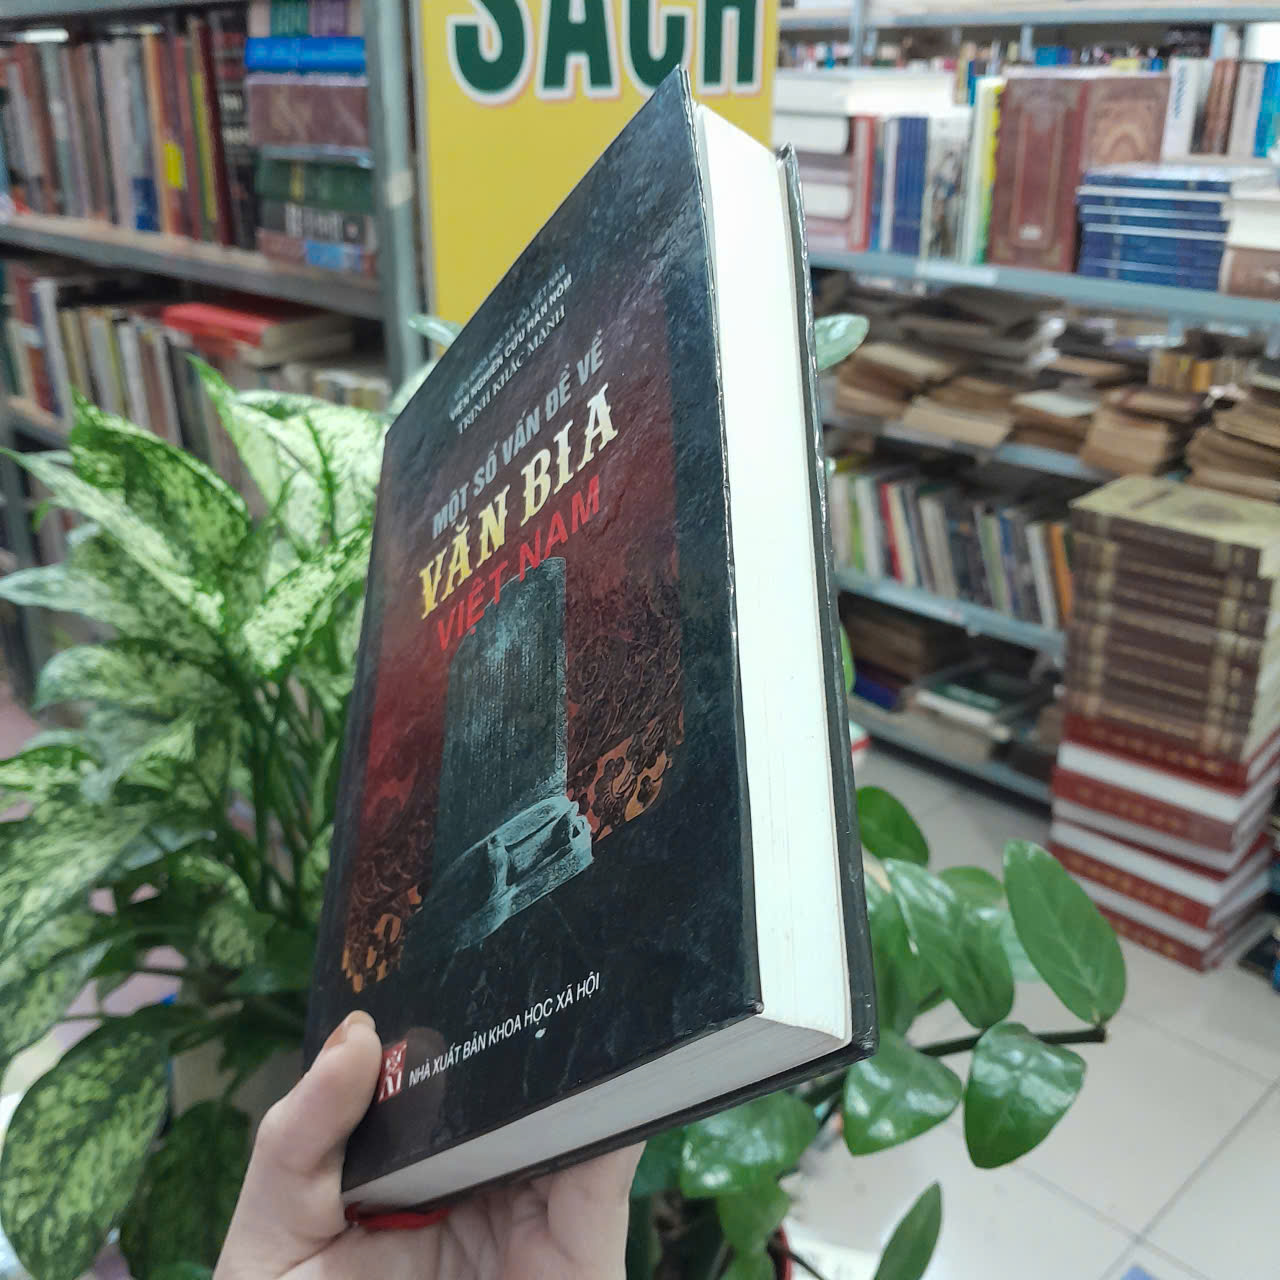 SÁCH
VIỆN KHOA HỌC XÃ HỘI VIỆT NAM
VIỆN NGHIÊN CỨU HÁN NÔM
TRỊNH KHẮC MẠNH
MỘT SỐ VẤN ĐỀ VỀ
VĂN BIA
VIỆT NAM
NHÀ XUẤT BẢN KHOA HỌC XÃ HỘI